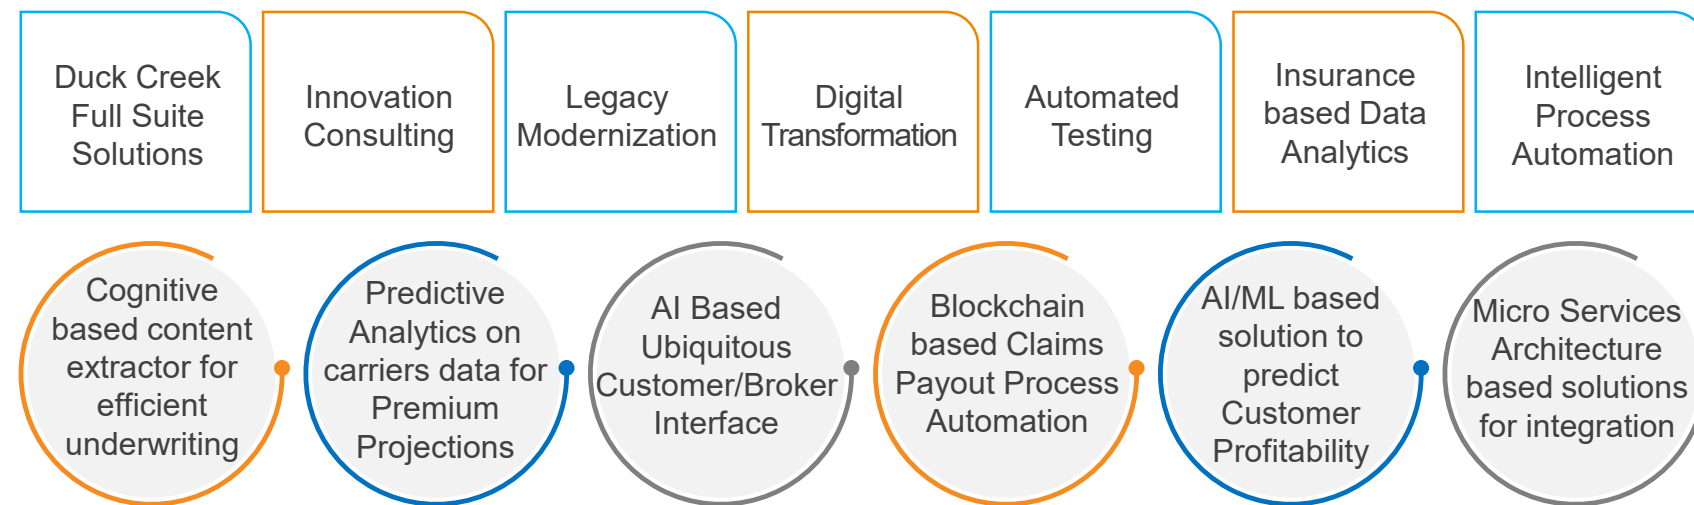 Duck Creek
Full Suite
Solutions
Innovation
Consulting
Legacy
Modernization
Digital
Transformation
Automated
Testing
Insurance
based Data
Analytics
Intelligent
Process
Automation
Cognitive
based content
extractor for
efficient
underwriting
Predictive
Analytics on
carriers data for
Premium
Projections
AI Based
Ubiquitous
Customer/Broker
Interface
Blockchain
based Claims
Payout Process
Automation
AI/ML based
solution to
predict
Customer
Profitability
Micro Services
Architecture
based solutions
for integration